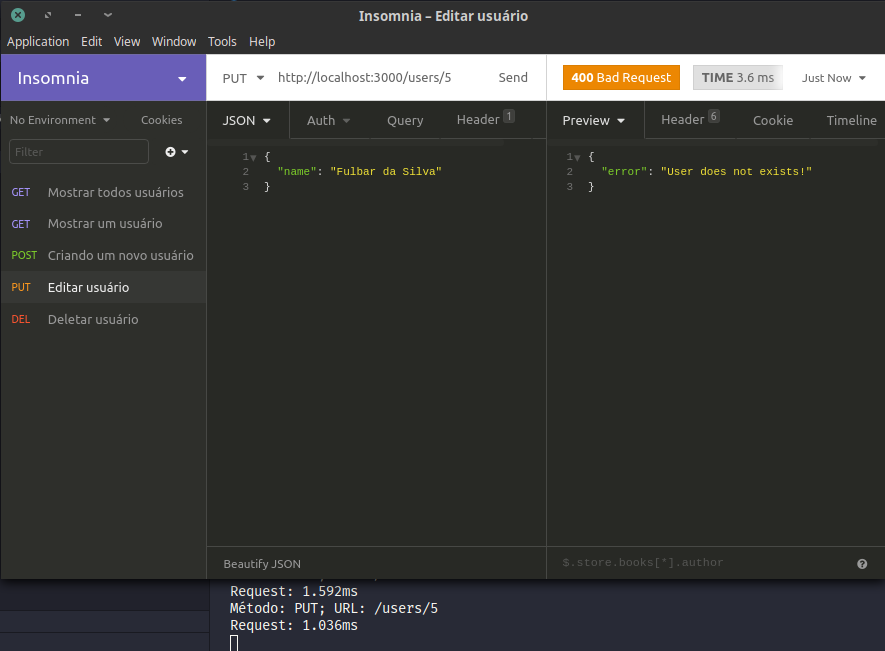 Insomnia – Editar usuário
Application Edit View Window Tools Help
Insomnia
PUT http://localhost:3000/users/5 Send
400 Bad Request TIME 3.6 ms Just Now
No Environment Cookies
JSON Auth Query Header 1
Preview Header 6 Cookie Timeline
Filter
GET Mostrar todos usuários
GET Mostrar um usuário
POST Criando um novo usuário
PUT Editar usuário
DEL Deletar usuário
1 {
2 "name": "Fulbar da Silva"
3 }
1 {
2 "error": "User does not exists!"
3 }
Beautify JSON
$.store.books[*].author
Request: 1.592ms
Método: PUT; URL: /users/5
Request: 1.036ms